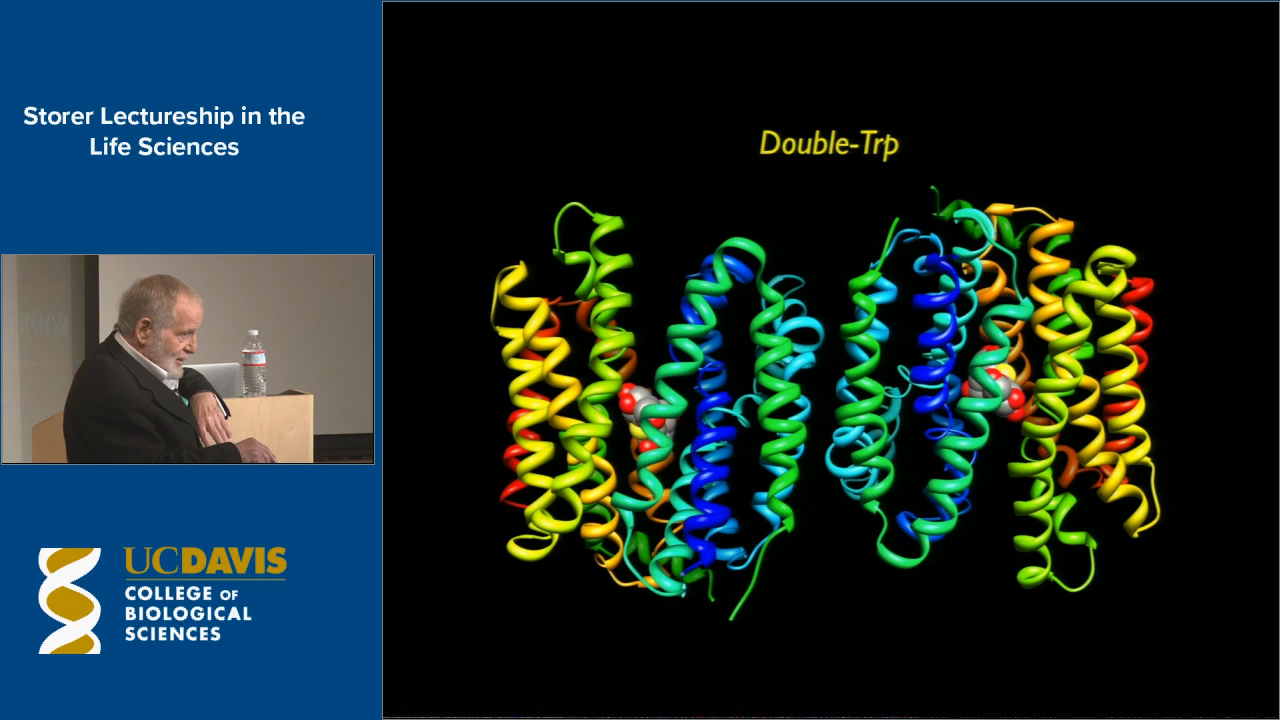 Storer Lectureship in the
Life Sciences
Double-Trp
UCDAVIS
COLLEGE OF
BIOLOGICAL
SCIENCES